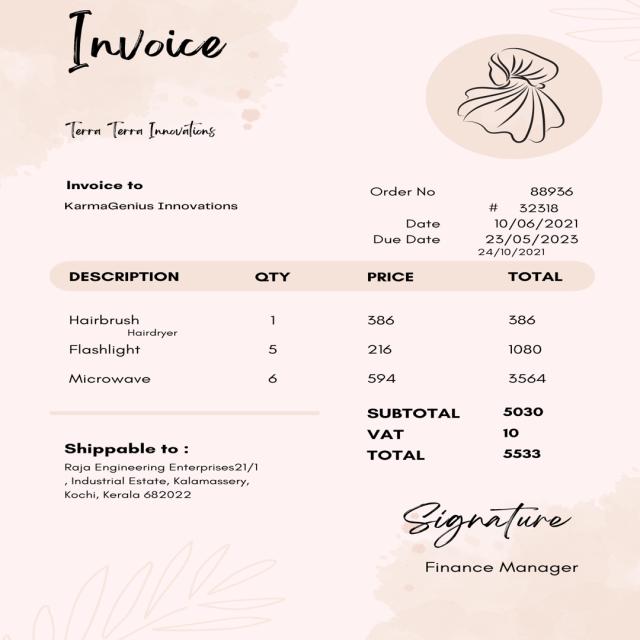 Invoice
Terra Terra Innovations
Invoice to
KarmaGenius Innovations
Order No 88936
# 32318
Date 10/06/2021
Due Date 23/05/2023
24/10/2021
DESCRIPTION QTY PRICE TOTAL
Hairbrush 1 386 386
Hairdryer
Flashlight 5 216 1080
Microwave 6 594 3564
SUBTOTAL 5030
VAT 10
TOTAL 5533
Shippable to :
Raja Engineering Enterprises21/1
, Industrial Estate, Kalamassery,
Kochi, Kerala 682022
Signature
Finance Manager